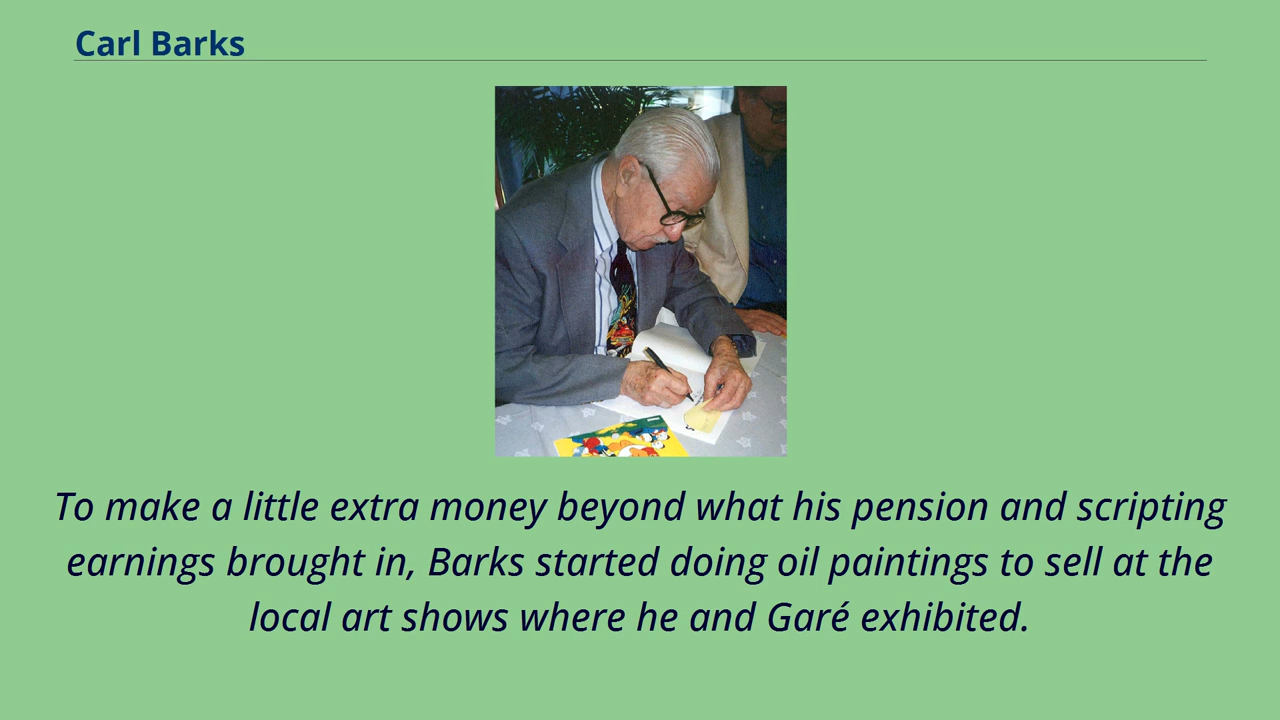 Carl Barks
To make a little extra money beyond what his pension and scripting
earnings brought in, Barks started doing oil paintings to sell at the
local art shows where he and Garé exhibited.